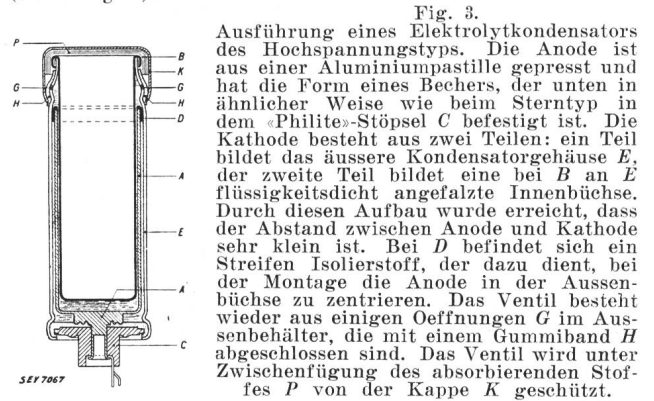 Fig. 3.
Ausführung eines Elektrolytkondensators
des Hochspannungstyps. Die Anode ist
aus einer Aluminiumpastille gepresst und
hat die Form eines Bechers, der unten in
ähnlicher Weise wie beim Sterntyp in
dem «Philite»-Stöpsel C befestigt ist. Die
Kathode besteht aus zwei Teilen: ein Teil
bildet das äussere Kondensatorgehäuse E,
der zweite Teil bildet eine bei B an E
flüssigkeitsdicht angefalzte Innenbüchse.
Durch diesen Aufbau wurde erreicht, dass
der Abstand zwischen Anode und Kathode
sehr klein ist. Bei D befindet sich ein
Streifen Isolierstoff, der dazu dient, bei
der Montage die Anode in der Aussen-
büchse zu zentrieren. Das Ventil besteht
wieder aus einigen Oeffnungen G im Aus-
senbehälter, die mit einem Gummiband H
abgeschlossen sind. Das Ventil wird unter
Zwischenfügung des absorbierenden Stof-
fes P von der Kappe K geschützt.
P
B
K
G
G
H
H
D
A
E
A
C
SEV 7067